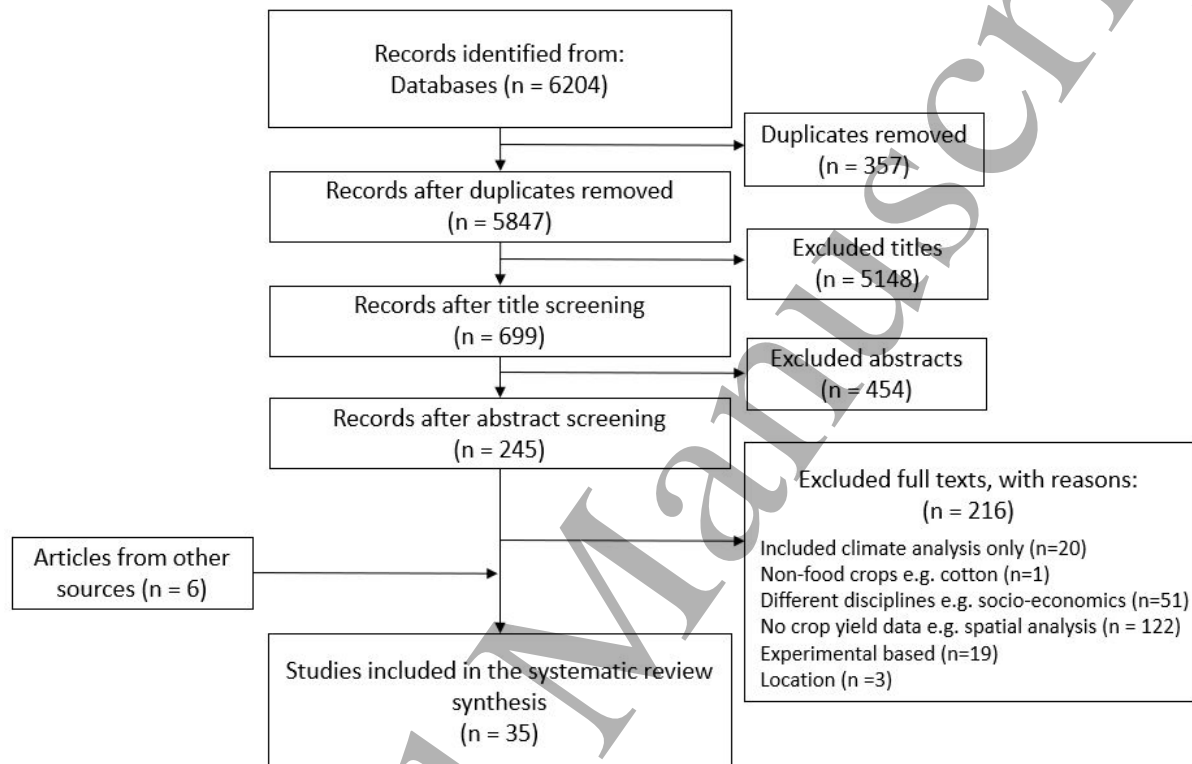 Records identified from:
Databases (n = 6204)
Duplicates removed
(n = 357)
Records after duplicates removed
(n = 5847)
Excluded titles
(n = 5148)
Records after title screening
(n = 699)
Excluded abstracts
(n = 454)
Records after abstract screening
(n = 245)
Excluded full texts, with reasons:
(n = 216)
Included climate analysis only (n=20)
Non-food crops e.g. cotton (n=1)
Different disciplines e.g. socio-economics (n=51)
No crop yield data e.g. spatial analysis (n = 122)
Experimental based (n=19)
Location (n =3)
Articles from other
sources (n = 6)
Studies included in the systematic review
synthesis
(n = 35)
Manuscr